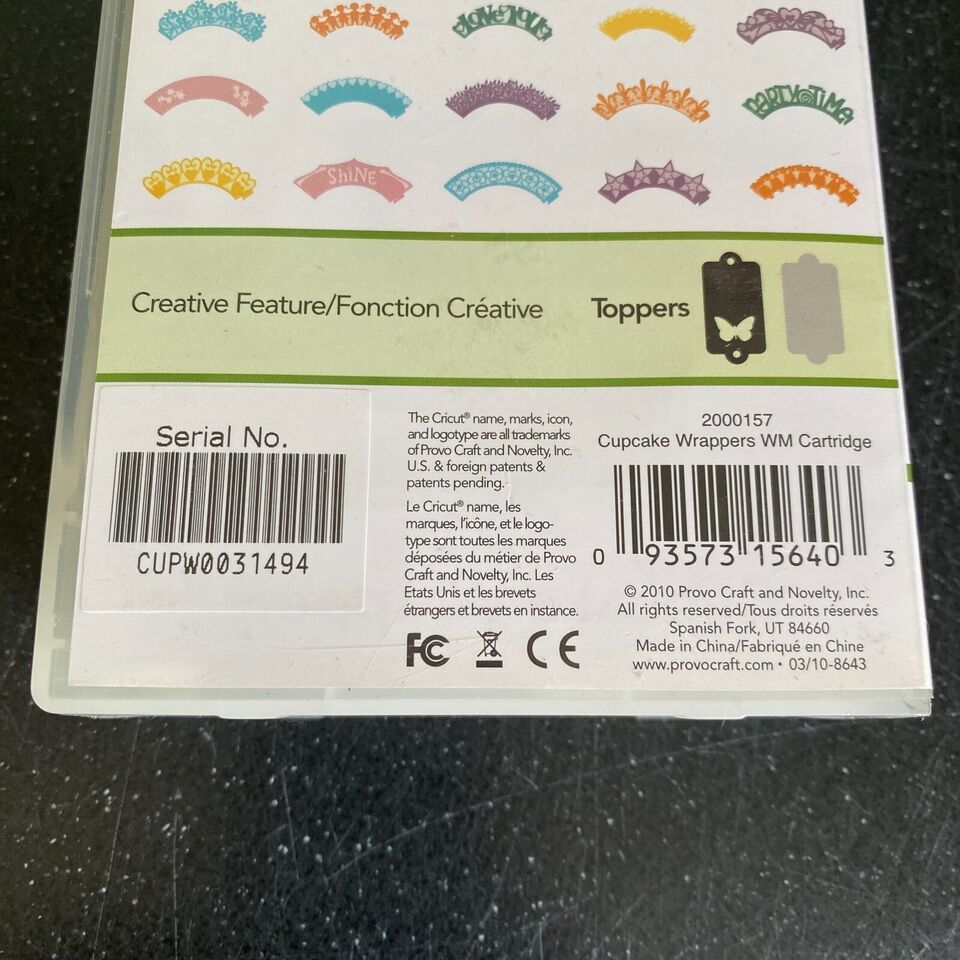 LOVE YOU
PARTY TIME
SHiNE
Creative Feature/Fonction Créative
Toppers
Serial No.
CUPW0031494
The Cricut® name, marks, icon,
and logotype are all trademarks
of Provo Craft and Novelty, Inc.
U.S. & foreign patents &
patents pending.
Le Cricut® name, les
marques, l'icône, et le logo-
type sont toutes les marques
déposées du métier de Provo
Craft and Novelty, Inc. Les
Etats Unis et les brevets
étrangers et brevets en instance.
FC CE
2000157
Cupcake Wrappers WM Cartridge
0 93573 15640 3
© 2010 Provo Craft and Novelty, Inc.
All rights reserved/Tous droits réservés
Spanish Fork, UT 84660
Made in China/Fabriqué en Chine
www.provocraft.com • 03/10-8643